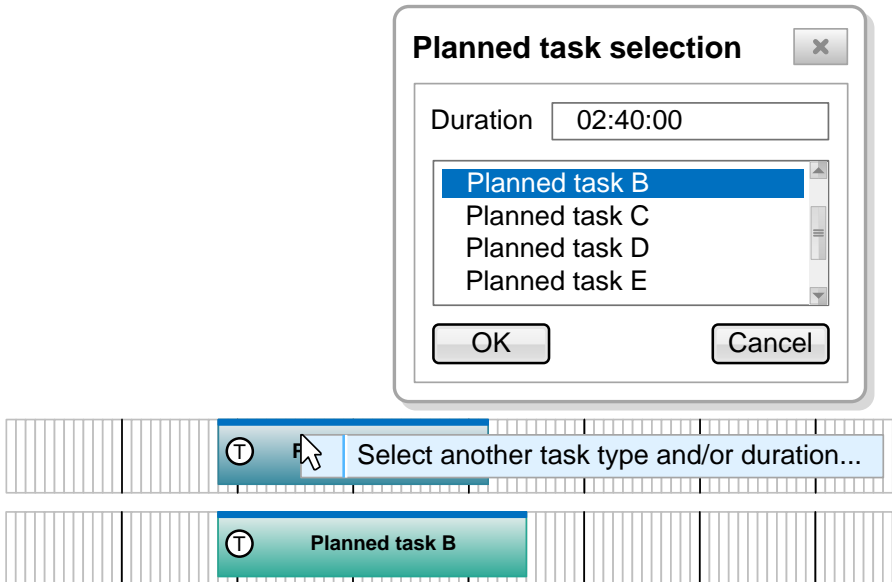 Planned task selection
Duration 02:40:00
Planned task B
Planned task C
Planned task D
Planned task E
OK Cancel
T Select another task type and/or duration...
T Planned task B